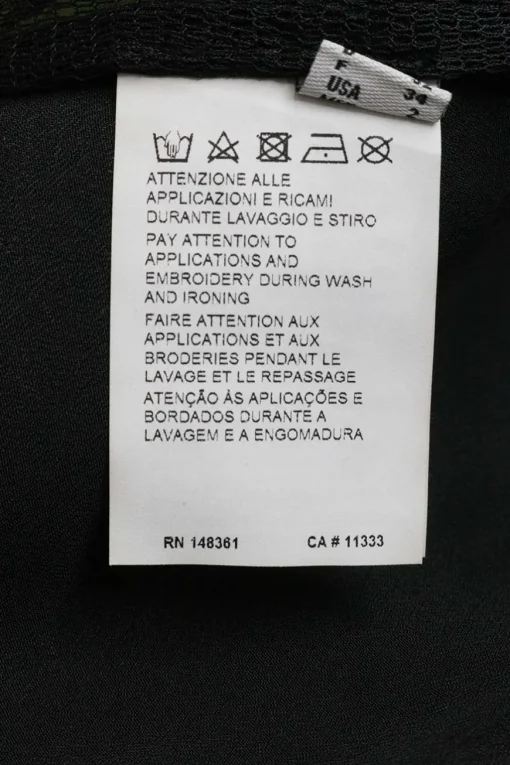 F
USA 34
2
ATTENZIONE ALLE
APPLICAZIONI E RICAMI
DURANTE LAVAGGIO E STIRO
PAY ATTENTION TO
APPLICATIONS AND
EMBROIDERY DURING WASH
AND IRONING
FAIRE ATTENTION AUX
APPLICATIONS ET AUX
BRODERIES PENDANT LE
LAVAGE ET LE REPASSAGE
ATENÇÃO ÀS APLICAÇÕES E
BORDADOS DURANTE A
LAVAGEM E A ENGOMADURA
RN 148361 CA # 11333